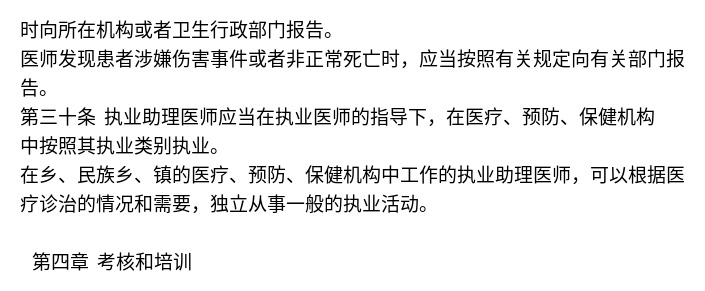 时向所在机构或者卫生行政部门报告。
医师发现患者涉嫌伤害事件或者非正常死亡时，应当按照有关规定向有关部门报
告。
第三十条 执业助理医师应当在执业医师的指导下，在医疗、预防、保健机构
中按照其执业类别执业。
在乡、民族乡、镇的医疗、预防、保健机构中工作的执业助理医师，可以根据医
疗诊治的情况和需要，独立从事一般的执业活动。
第四章 考核和培训